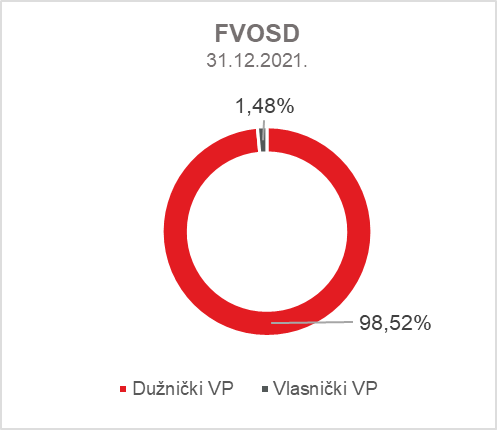 FVOSD
31.12.2021.
1,48%
98,52%
Dužnički VP
Vlasnički VP